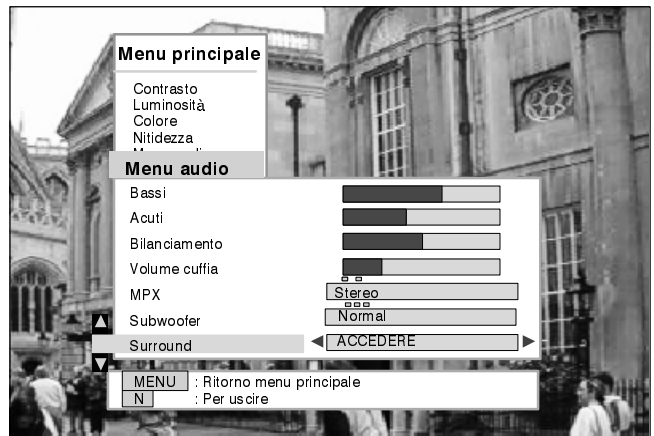 Menu principale
Contrasto
Luminosità
Colore
Nitidezza
Menu audio
Bassi
Acuti
Bilanciamento
Volume cuffia
MPX Stereo
Subwoofer Normal
Surround ACCEDERE
MENU : Ritorno menu principale
N : Per uscire